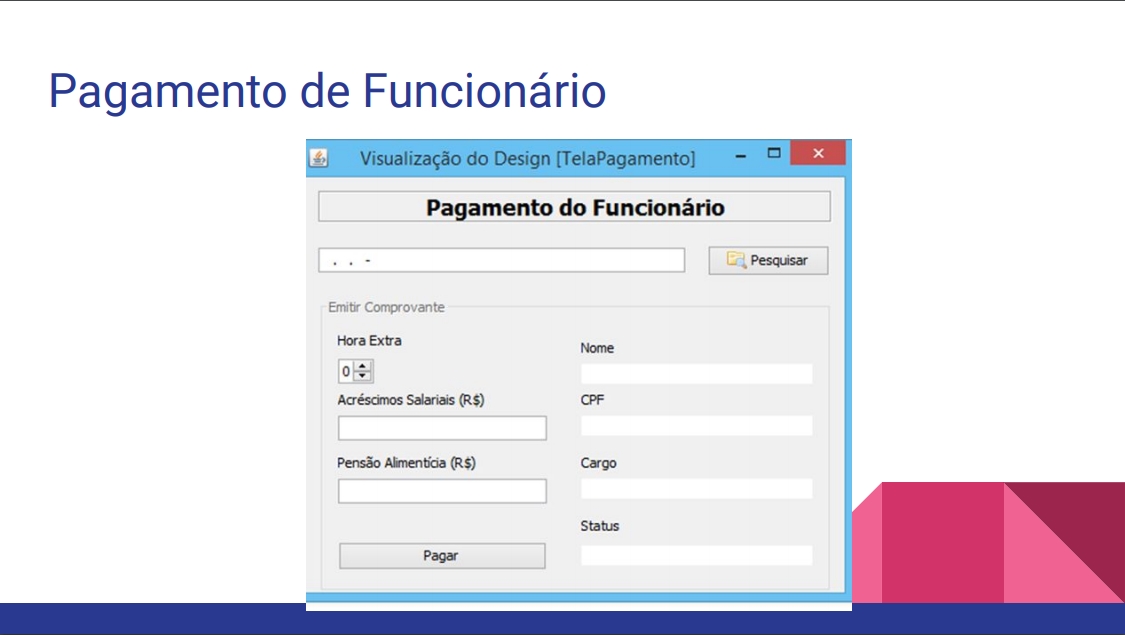 Pagamento de Funcionário
Visualização do Design [TelaPagamento]
Pagamento do Funcionário
. . -
Pesquisar
Emitir Comprovante
Hora Extra
0
Acréscimos Salariais (R$)
Pensão Alimentícia (R$)
Pagar
Nome
CPF
Cargo
Status